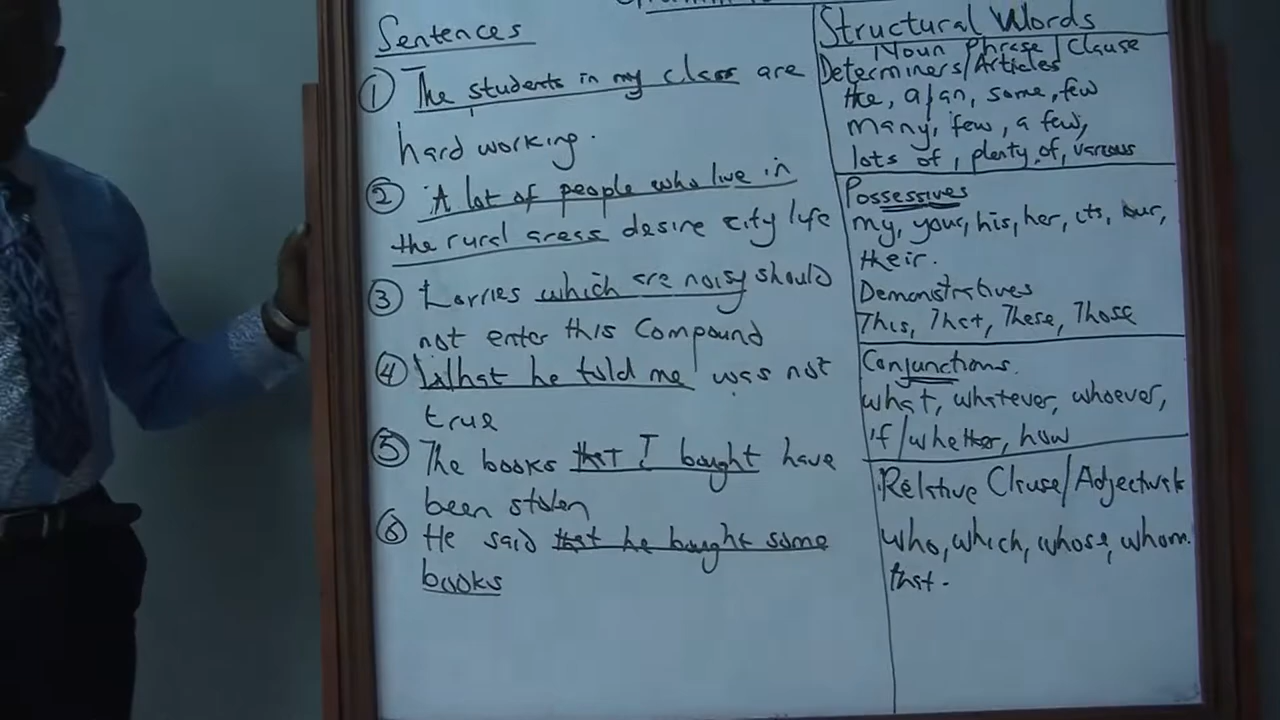 Sentences
① The students in my class are
hard working.
② A lot of people who live in
the rural areas desire city life
③ Lorries which are noisy should
not enter this Compound
④ What he told me was not
true
⑤ The books that I bought have
been stolen
⑥ He said that he bought some
books
Structural Words
Noun Phrase / Clause
Determiners/Articles
the, a/an, some, few
many, few, a few,
lots of, plenty of, various
Possessives
my, your, his, her, its, our,
their.
Demonstratives
This, That, These, Those
Conjunctions.
what, whatever, whoever,
if/whether, how
Relative Clause/Adjectivals
who, which, whose, whom.
that.